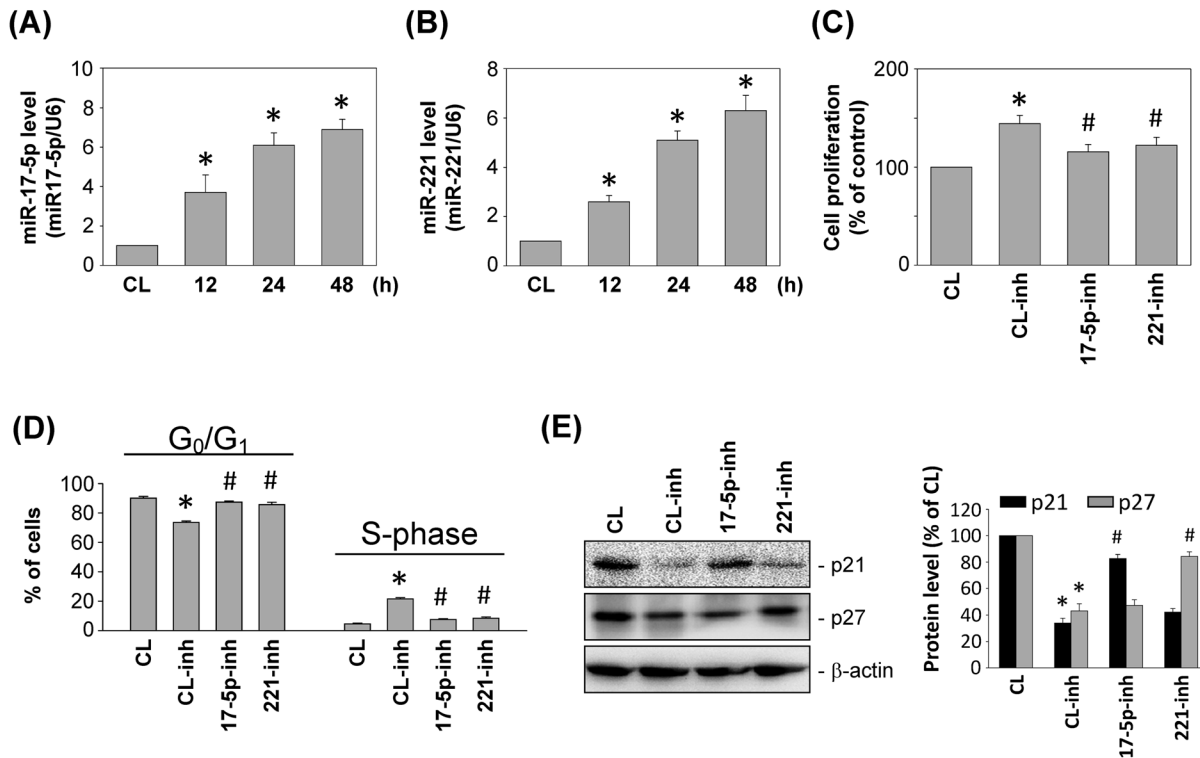 (A)
miR-17-5p level
(miR17-5p/U6)
10
8
6
4
2
0
* * *
CL 12 24 48 (h)
(B)
miR-221 level
(miR-221/U6)
8
6
4
2
0
* * *
CL 12 24 48 (h)
(C)
Cell proliferation
(% of control)
200
150
100
50
0
* # #
CL CL-inh 17-5p-inh 221-inh
(D)
G0/G1
S-phase
% of cells
100
80
60
40
20
0
* # #
* # #
CL CL-inh 17-5p-inh 221-inh CL CL-inh 17-5p-inh 221-inh
(E)
CL CL-inh 17-5p-inh 221-inh
- p21
- p27
- β-actin
p21 p27
Protein level (% of CL)
120
100
80
60
40
20
0
* * # #
CL CL-inh 17-5p-inh 221-inh